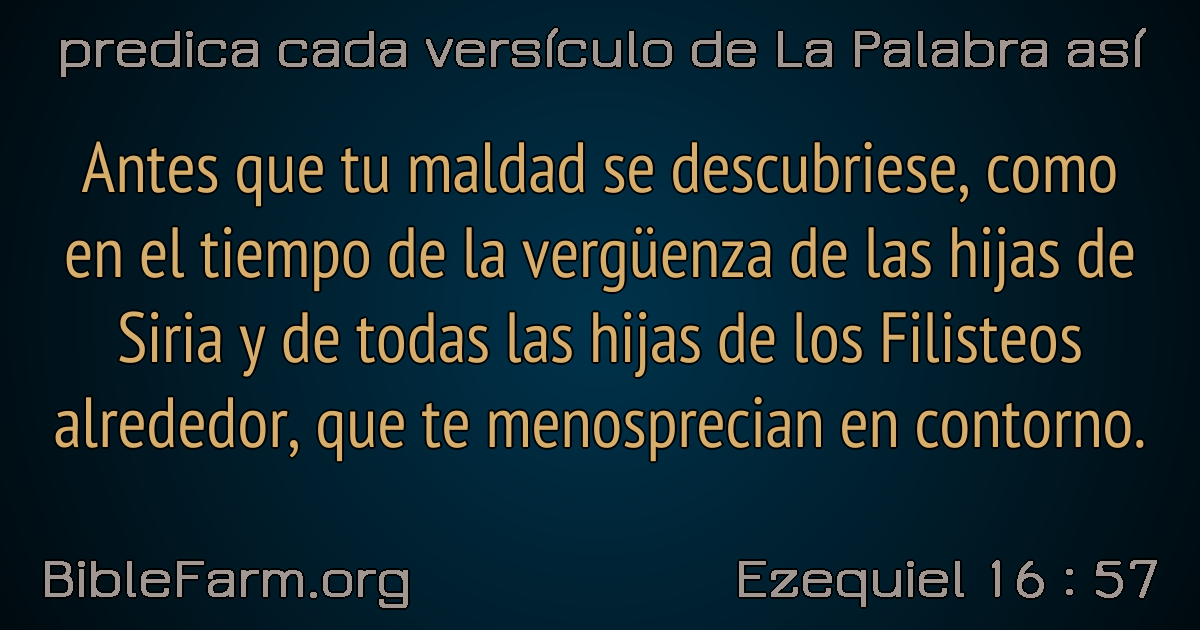 predica cada versículo de La Palabra así
Antes que tu maldad se descubriese, como
en el tiempo de la vergüenza de las hijas de
Siria y de todas las hijas de los Filisteos
alrededor, que te menosprecian en contorno.
BibleFarm.org
Ezequiel 16 : 57